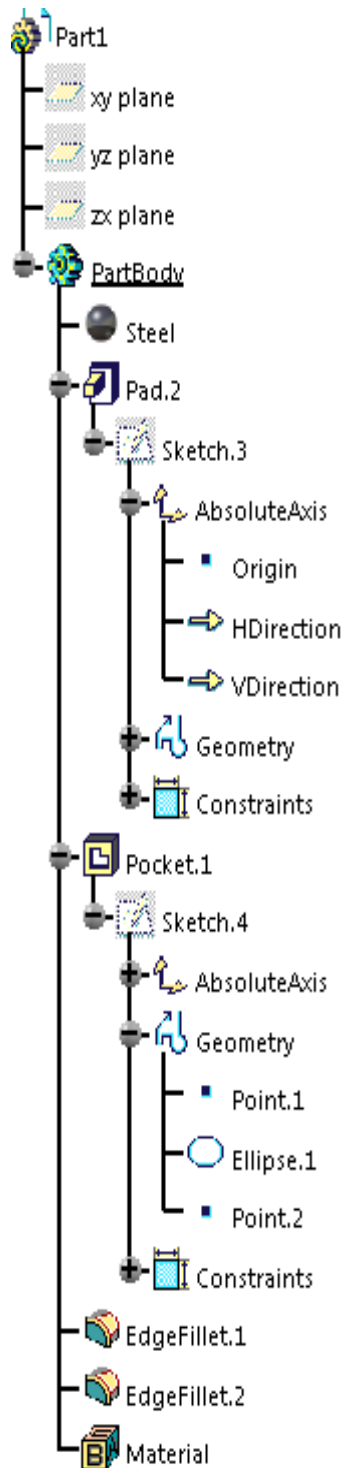 Part1
xy plane
yz plane
zx plane
PartBody
Steel
Pad.2
Sketch.3
AbsoluteAxis
Origin
HDirection
VDirection
Geometry
Constraints
Pocket.1
Sketch.4
AbsoluteAxis
Geometry
Point.1
Ellipse.1
Point.2
Constraints
EdgeFillet.1
EdgeFillet.2
B Material